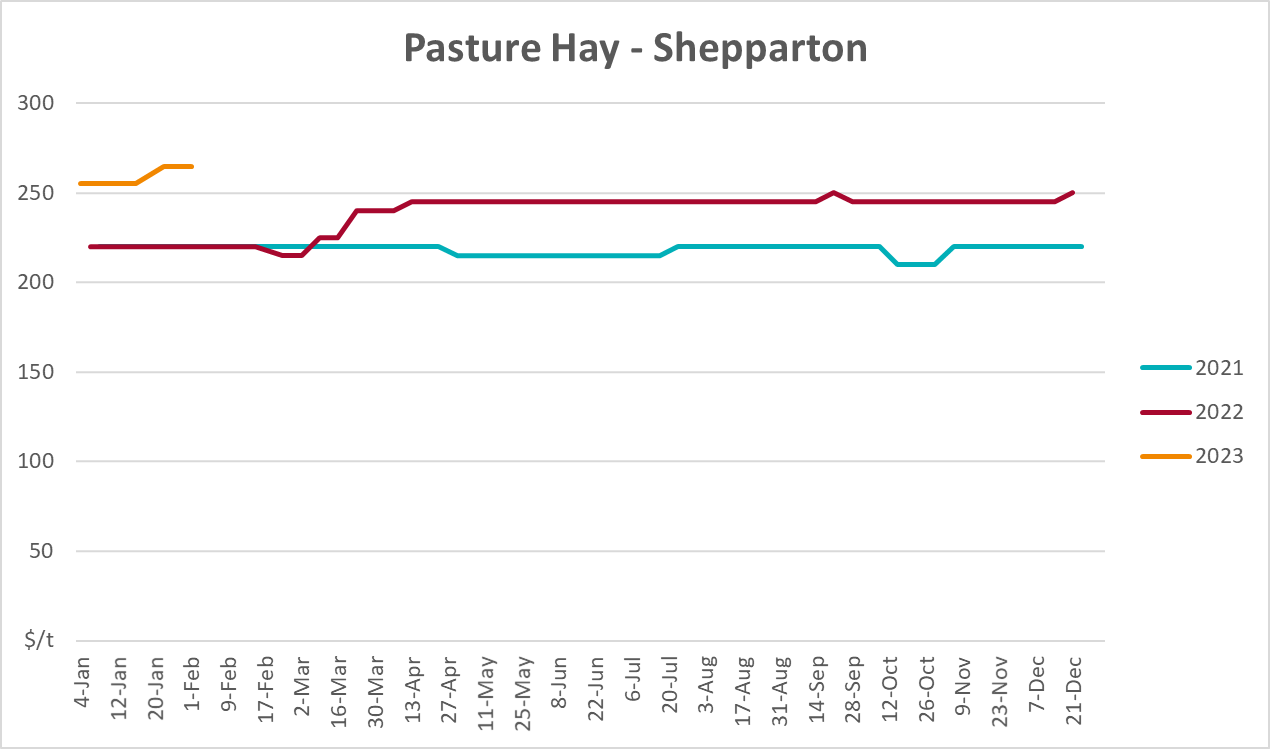 Pasture Hay - Shepparton
300
250
200
150
100
50
$/t
4-Jan
12-Jan
20-Jan
1-Feb
9-Feb
17-Feb
2-Mar
16-Mar
30-Mar
13-Apr
27-Apr
11-May
25-May
8-Jun
22-Jun
6-Jul
20-Jul
3-Aug
17-Aug
31-Aug
14-Sep
28-Sep
12-Oct
26-Oct
9-Nov
23-Nov
7-Dec
21-Dec
2021
2022
2023